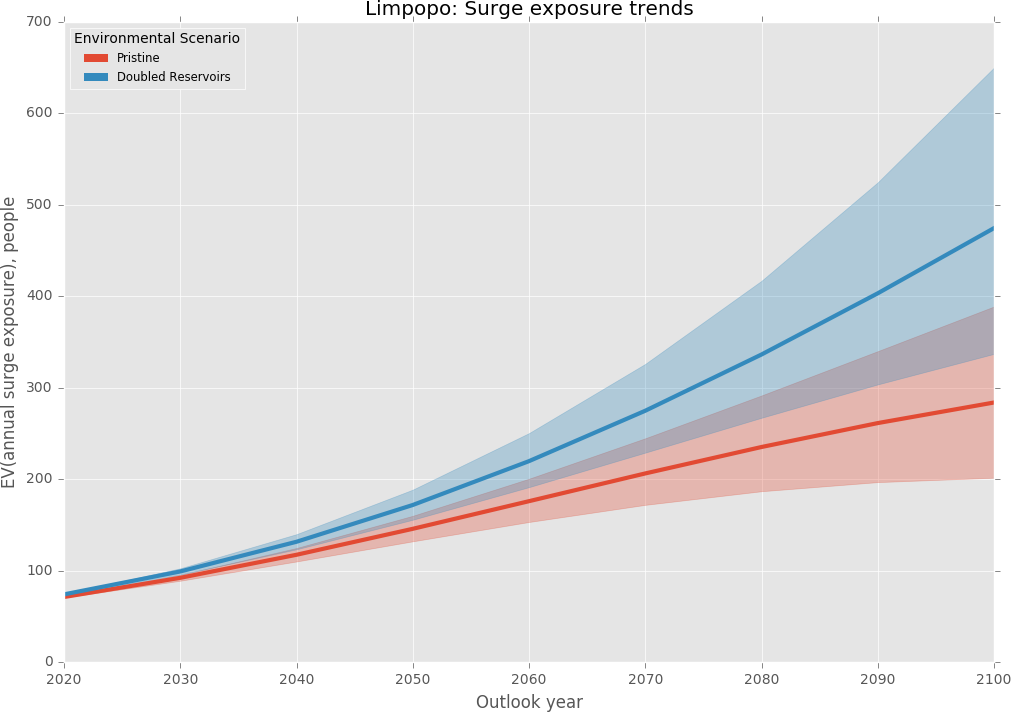 Limpopo: Surge exposure trends
Environmental Scenario
Pristine
Doubled Reservoirs
EV(annual surge exposure), people
700
600
500
400
300
200
100
0
2020 2030 2040 2050 2060 2070 2080 2090 2100
Outlook year